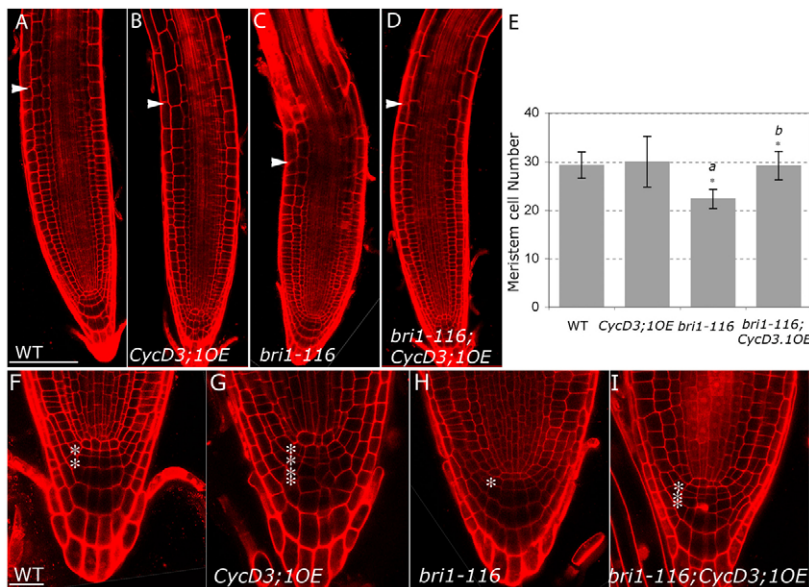 A
B
C
D
E
WT
CycD3;1OE
bri1-116
bri1-116;
CycD3;1OE
Meristem cell Number
40
30
20
10
0
a
*
b
*
WT
CycD3;1OE
bri1-116
bri1-116;
CycD3.1OE
F
G
H
I
*
*
*
*
*
*
*
*
*
*
WT
CycD3;1OE
bri1-116
bri1-116;CycD3;1OE